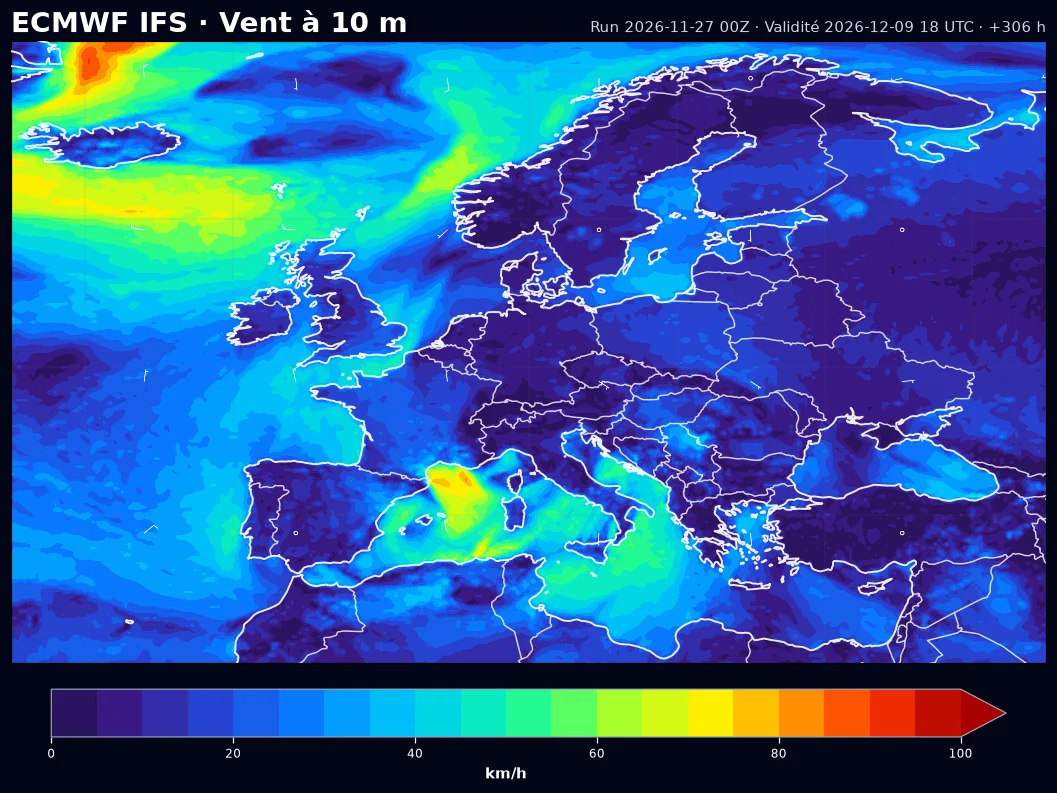 ECMWF IFS · Vent à 10 m
Run 2026-11-27 00Z · Validité 2026-12-09 18 UTC · +306 h
0 20 40 60 80 100
km/h